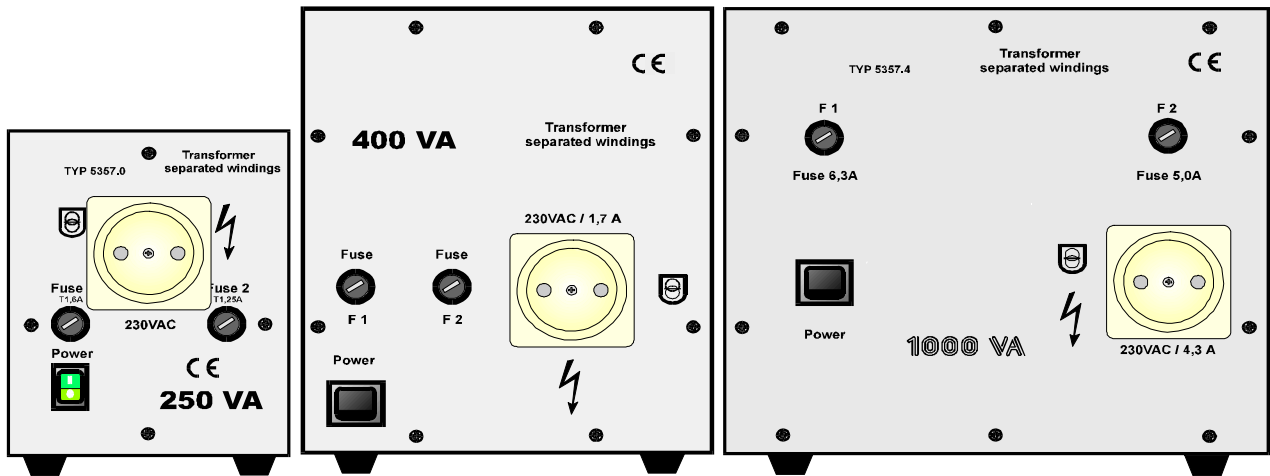 TYP 5357.0
Transformer
separated windings
Fuse
T1,6A
Fuse 2
T1,25A
230VAC
Power
CE
250 VA
CE
400 VA
Transformer
separated windings
230VAC / 1,7 A
Fuse
Fuse
F 1
F 2
Power
TYP 5357.4
Transformer
separated windings
CE
F 1
F 2
Fuse 6,3A
Fuse 5,0A
Power
1000 VA
230VAC / 4,3 A